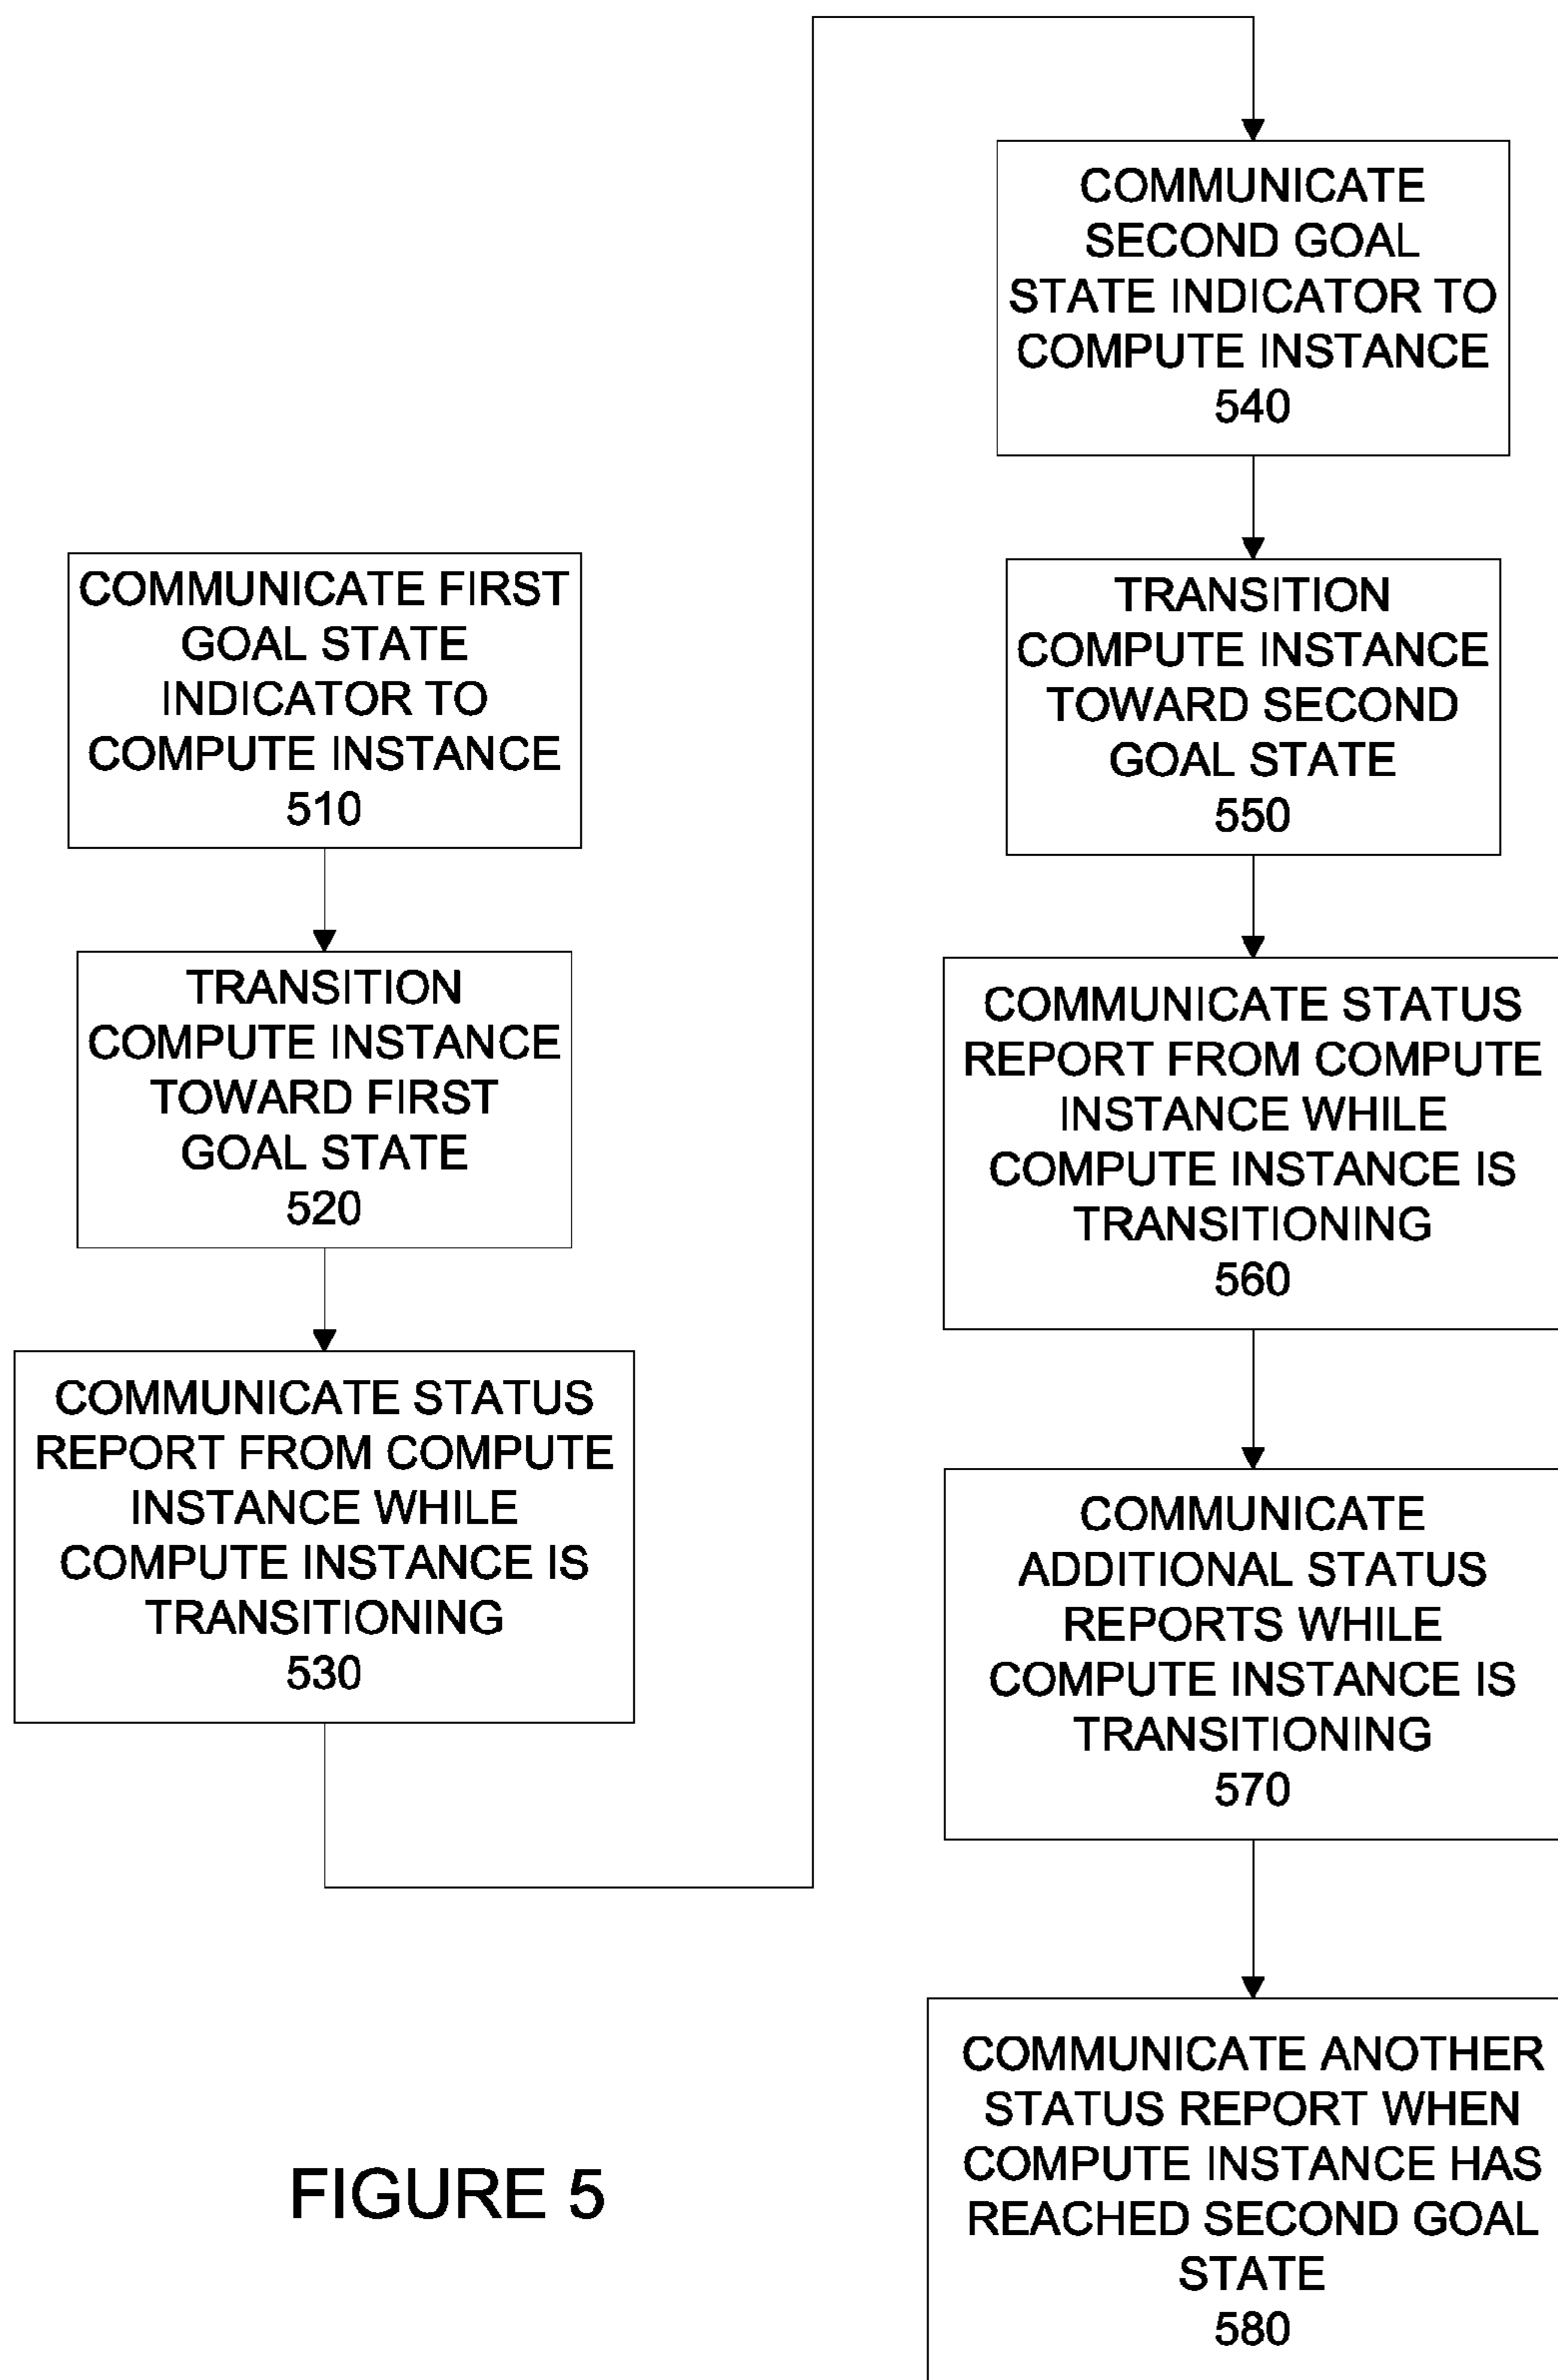 COMMUNICATE FIRST
GOAL STATE
INDICATOR TO
COMPUTE INSTANCE
510
TRANSITION
COMPUTE INSTANCE
TOWARD FIRST
GOAL STATE
520
COMMUNICATE STATUS
REPORT FROM COMPUTE
INSTANCE WHILE
COMPUTE INSTANCE IS
TRANSITIONING
530
COMMUNICATE
SECOND GOAL
STATE INDICATOR TO
COMPUTE INSTANCE
540
TRANSITION
COMPUTE INSTANCE
TOWARD SECOND
GOAL STATE
550
COMMUNICATE STATUS
REPORT FROM COMPUTE
INSTANCE WHILE
COMPUTE INSTANCE IS
TRANSITIONING
560
COMMUNICATE
ADDITIONAL STATUS
REPORTS WHILE
COMPUTE INSTANCE IS
TRANSITIONING
570
COMMUNICATE ANOTHER
STATUS REPORT WHEN
COMPUTE INSTANCE HAS
REACHED SECOND GOAL
STATE
580
FIGURE 5